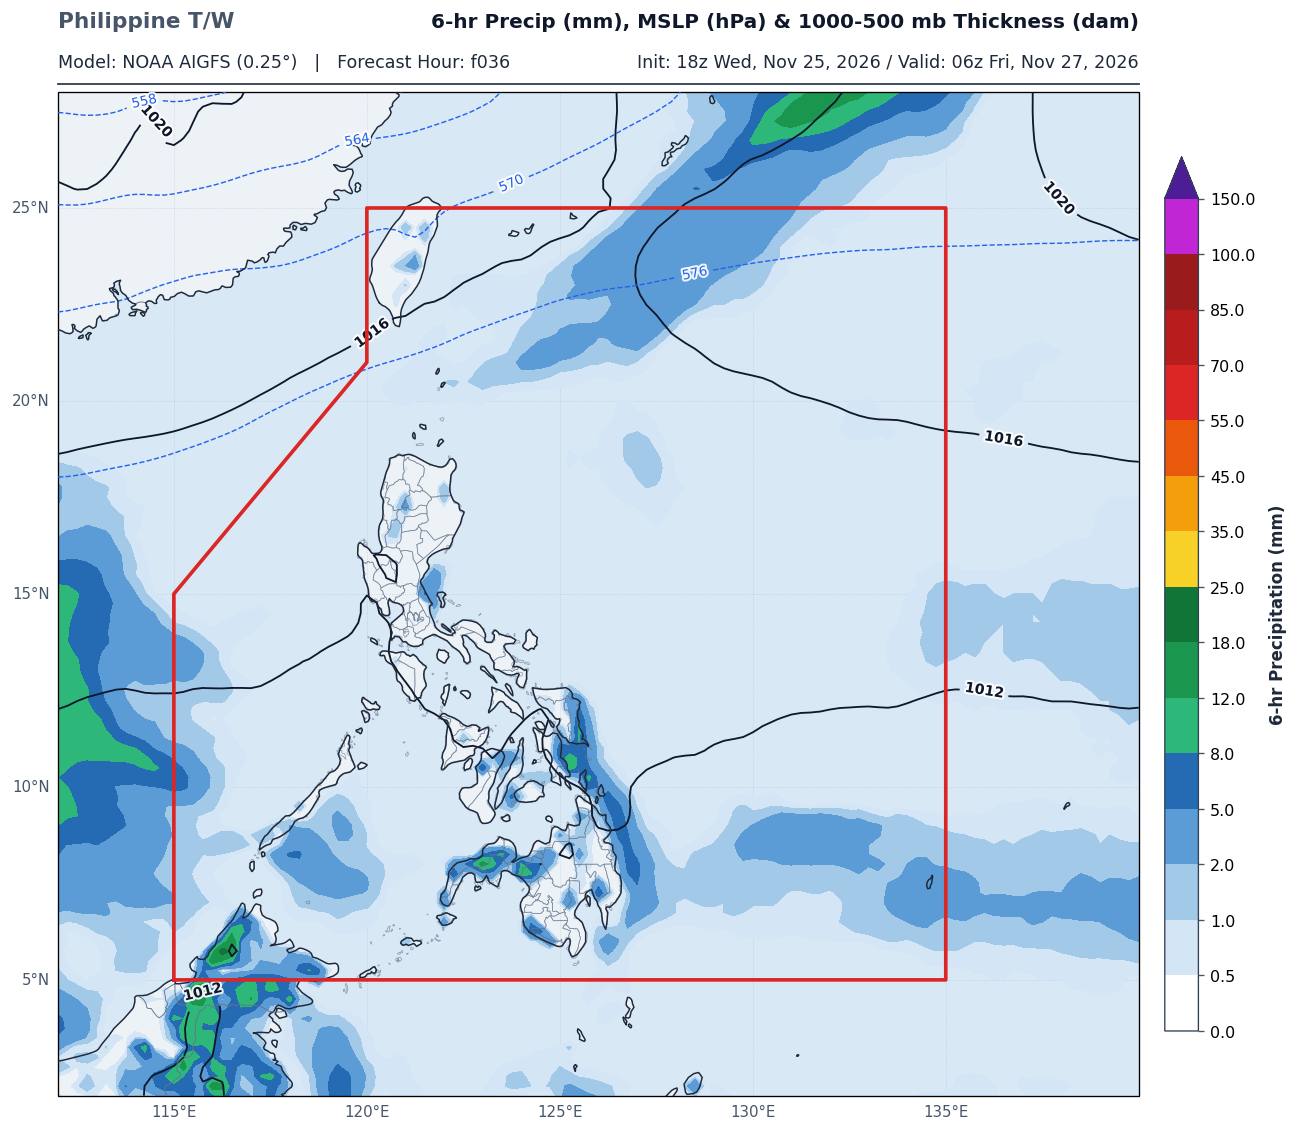 Philippine T/W
6-hr Precip (mm), MSLP (hPa) & 1000-500 mb Thickness (dam)
Model: NOAA AIGFS (0.25°) | Forecast Hour: f036
Init: 18z Wed, Nov 25, 2026 / Valid: 06z Fri, Nov 27, 2026
558
1020
564
570
1020
576
1016
1016
1012
1012
25°N
20°N
15°N
10°N
5°N
115°E
120°E
125°E
130°E
135°E
150.0
100.0
85.0
70.0
55.0
45.0
35.0
25.0
18.0
12.0
8.0
5.0
2.0
1.0
0.5
0.0
6-hr Precipitation (mm)